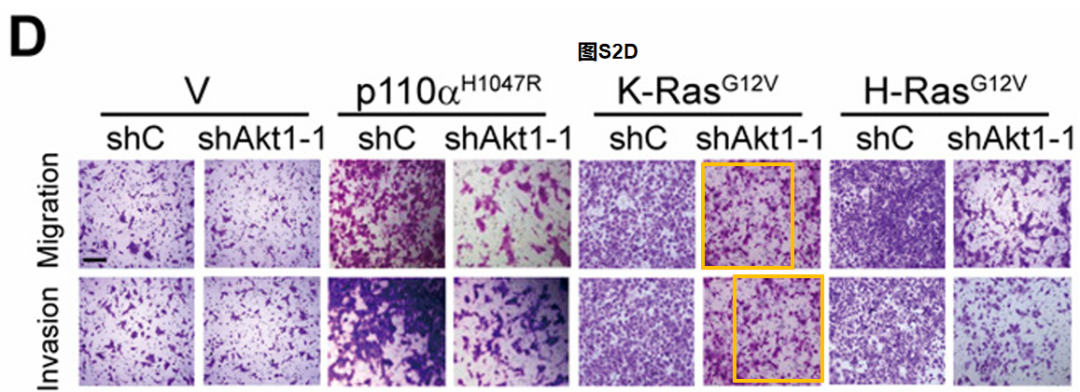 D
图S2D
V p110αH1047R K-RasG12V H-RasG12V
shC shAkt1-1 shC shAkt1-1 shC shAkt1-1 shC shAkt1-1
Migration
Invasion